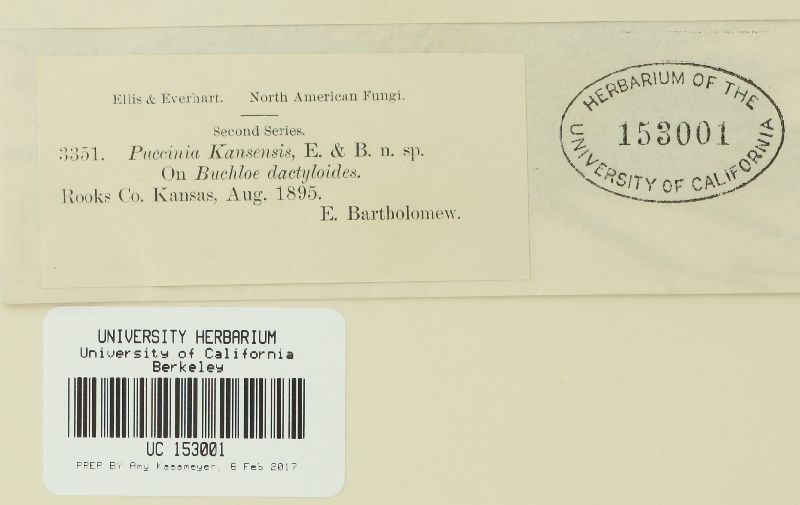 Ellis & Everhart. North American Fungi.
Second Series.
3351. Puccinia Kansensis, E. & B. n. sp.
On Buchloe dactyloides.
Rooks Co. Kansas, Aug. 1895.
E. Bartholomew.
HERBARIUM OF THE
153001
UNIVERSITY OF CALIFORNIA
UNIVERSITY HERBARIUM
University of California
Berkeley
UC 153001
PREP BY Amy Kasameyer, 6 Feb 2017